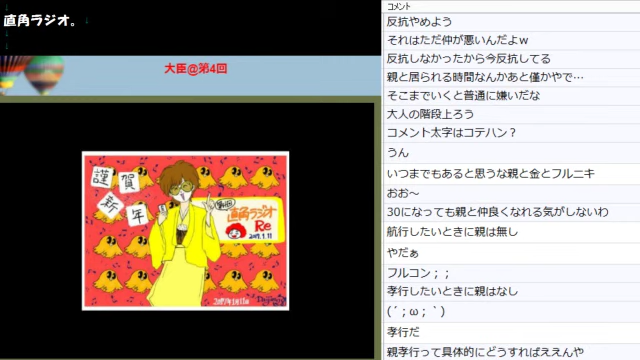 直角ラジオ。↓
↓
↓
大臣@第4回
謹
賀
新
年
第4回
直角ラジオ
Re
2017.1.11
コメント
反抗やめよう
それはただ仲が悪いんだよｗ
反抗しなかったから今反抗してる
親と居られる時間なんかあと僅かやで…
そこまでいくと普通に嫌いだな
大人の階段上ろう
コメント太字はコテハン？
うん
いつまでもあると思うな親と金とフルニキ
おお～
30になっても親と仲良くなれる気がしないわ
航行したいときに親は無し
やだぁ
フルコン；；
孝行したいときに親はなし
(´；ω；｀)
孝行だ
親孝行って具体的にどうすればええんや